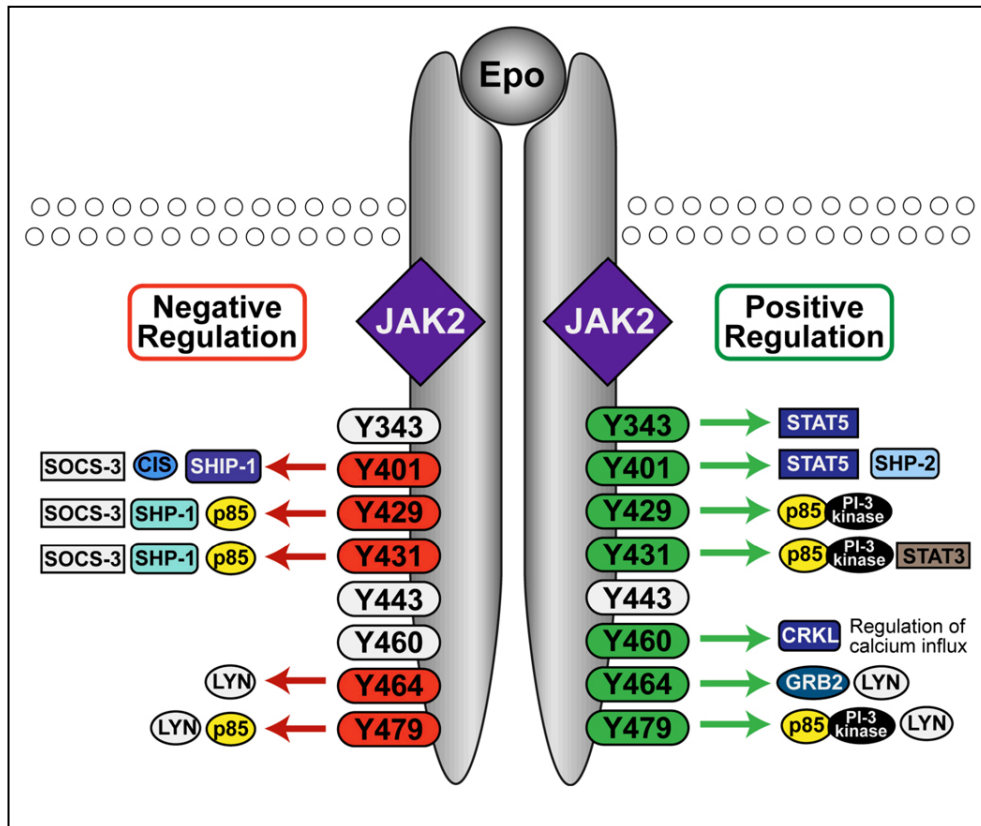 Epo
Negative
Regulation
JAK2
JAK2
Positive
Regulation
Y343
Y343
STAT5
SOCS-3 CIS SHIP-1 Y401
Y401 STAT5 SHP-2
SOCS-3 SHP-1 p85 Y429
Y429 p85 PI-3 kinase
SOCS-3 SHP-1 p85 Y431
Y431 p85 PI-3 kinase STAT3
Y443
Y443
Y460
Y460 CRKL Regulation of
calcium influx
LYN Y464
Y464 GRB2 LYN
LYN p85 Y479
Y479 p85 PI-3 kinase LYN